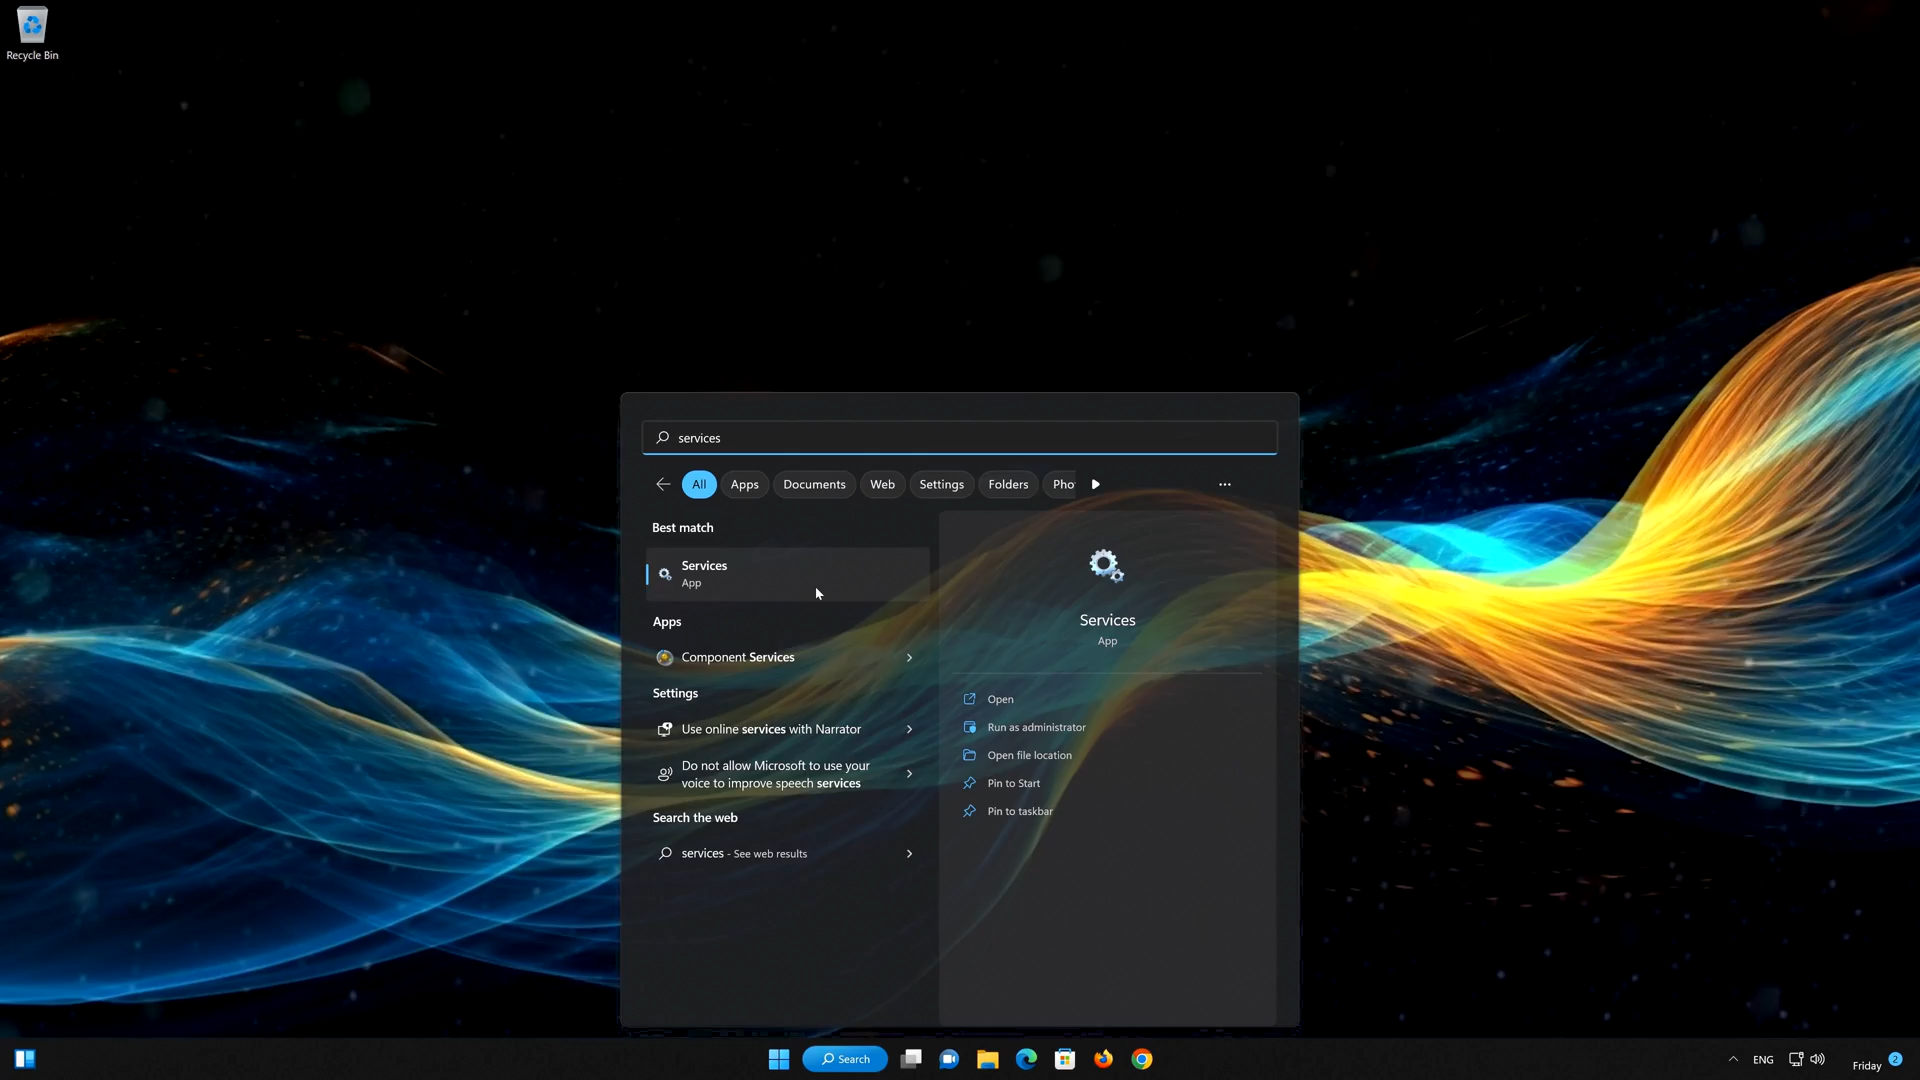 Recycle Bin
services
All
Apps
Documents
Web
Settings
Folders
Pho
Best match
Services
App
Apps
Component Services
Settings
Use online services with Narrator
Do not allow Microsoft to use your
voice to improve speech services
Search the web
services - See web results
Services
App
Open
Run as administrator
Open file location
Pin to Start
Pin to taskbar
Search
ENG
Friday
2